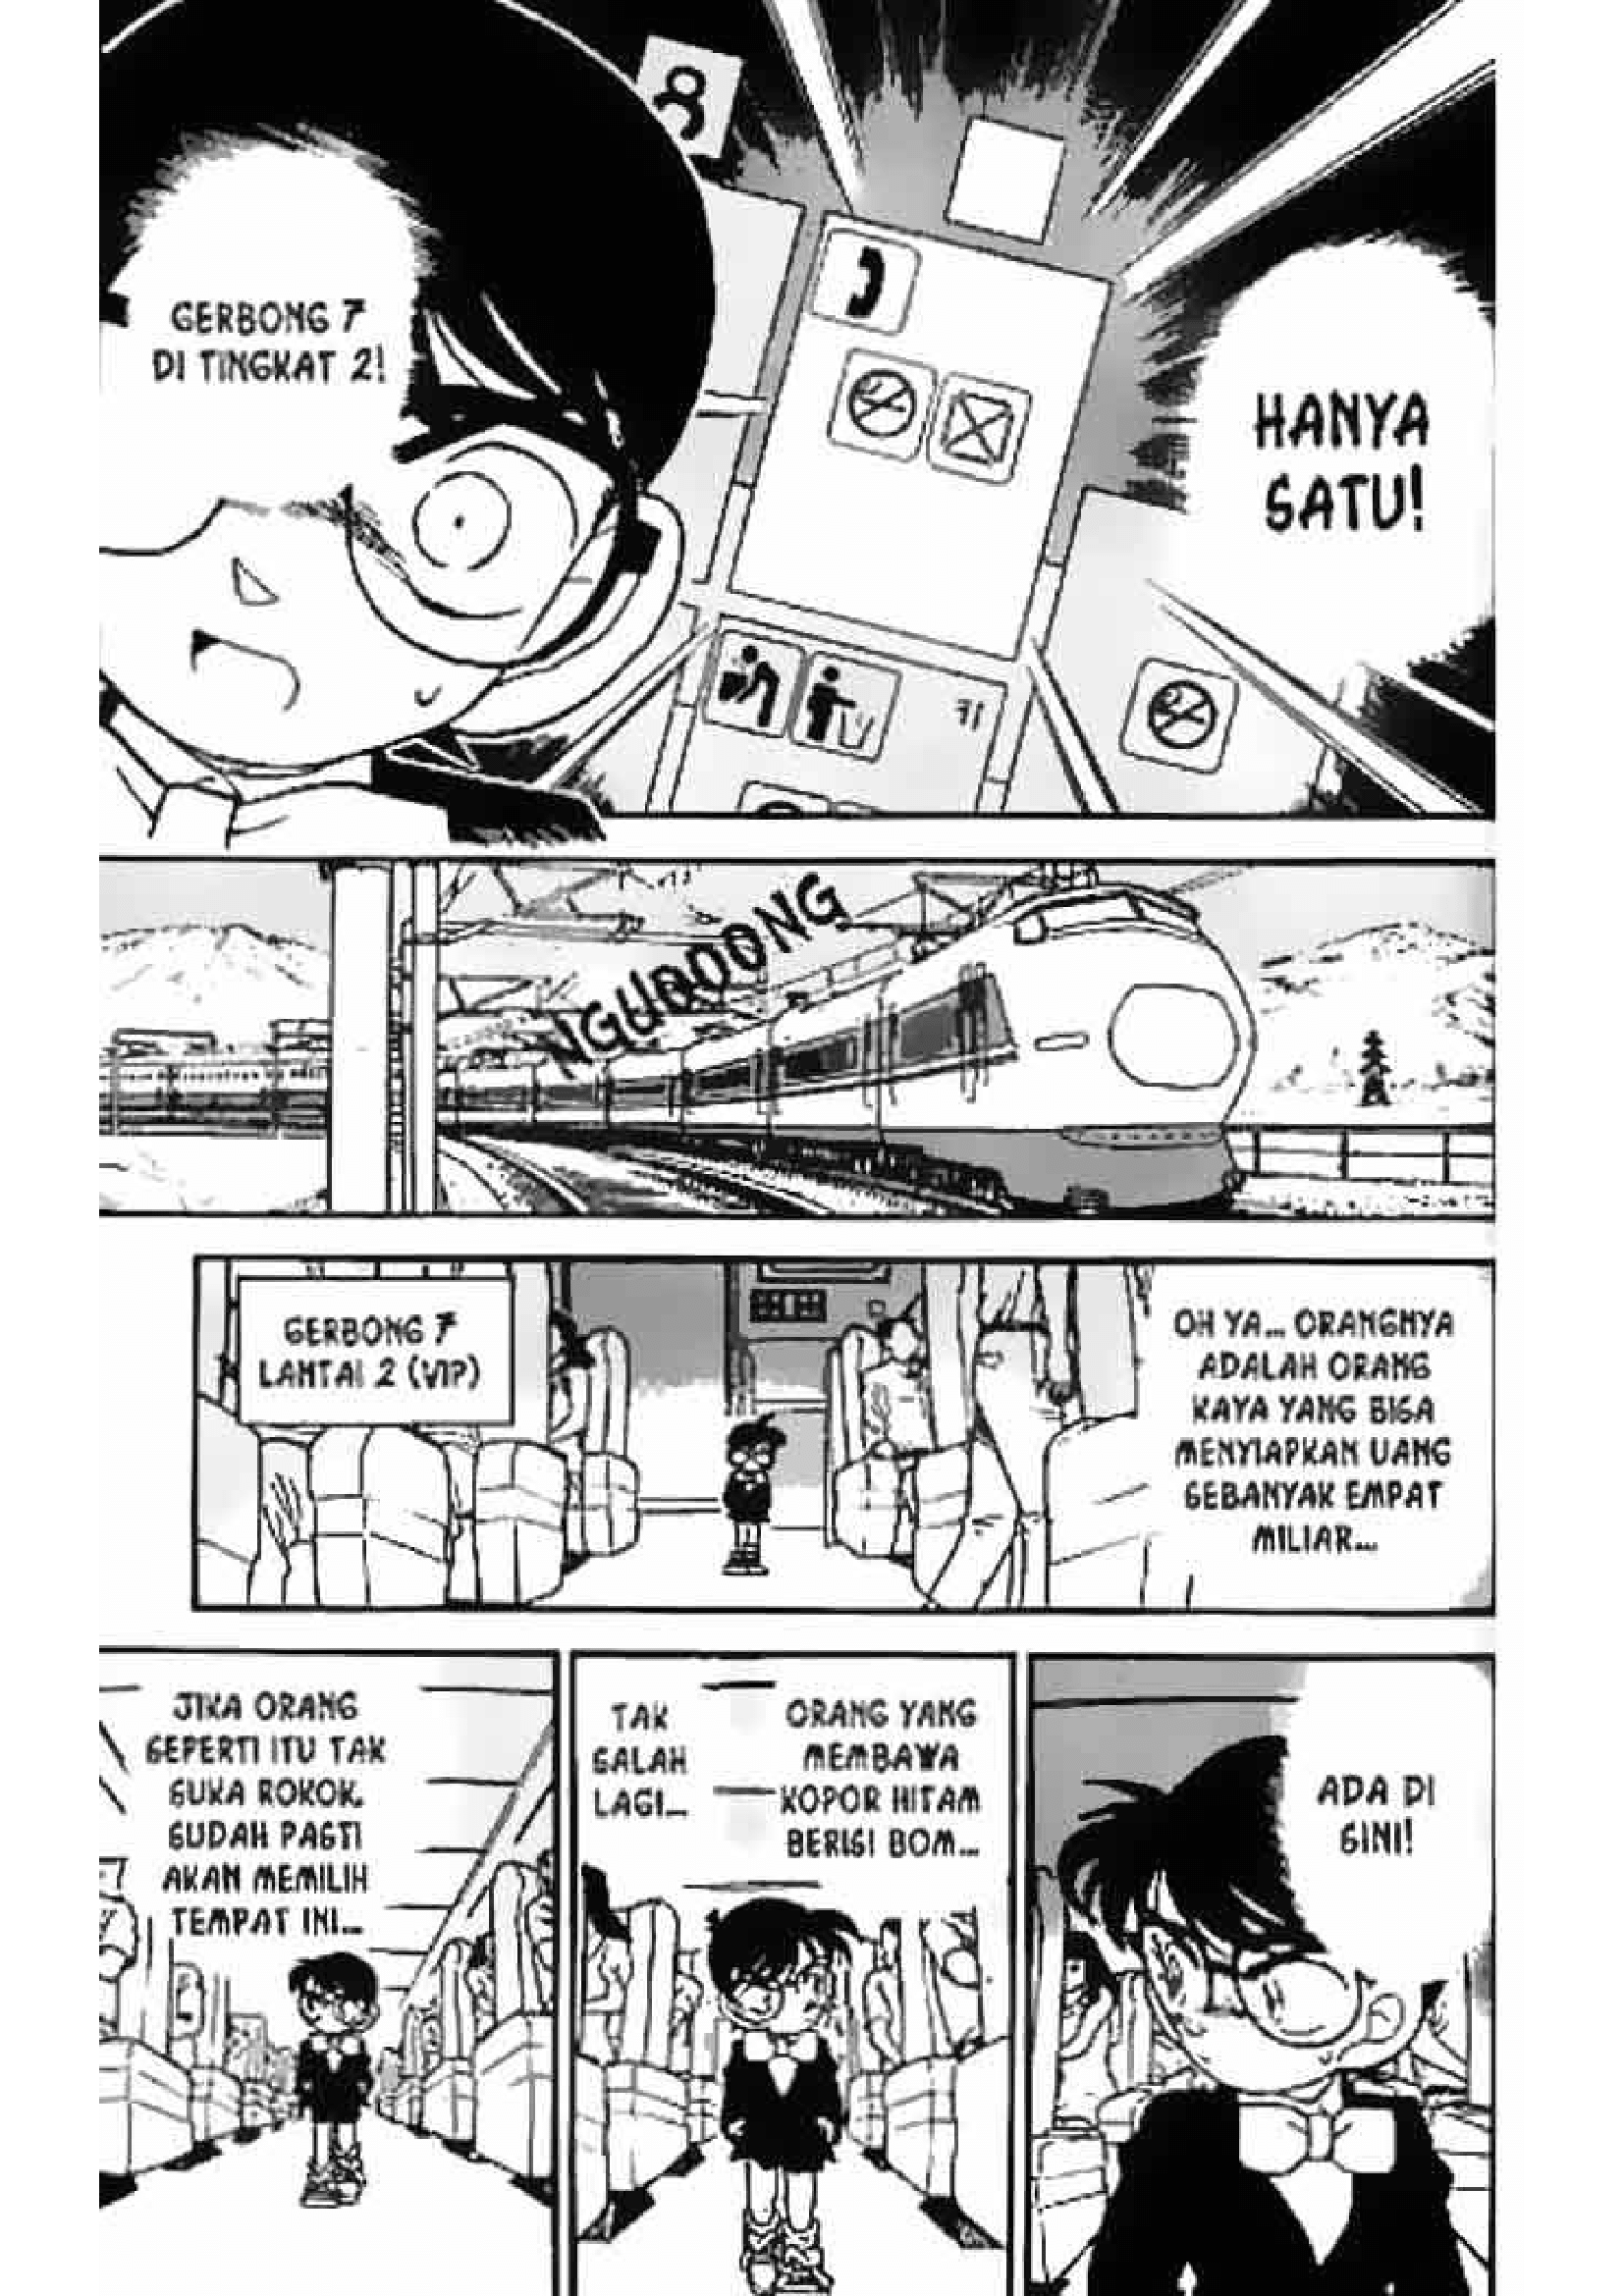 GERBONG 7
DI TINGKAT 2!
HANYA
SATU!
NGUOOONG
GERBONG 7
LANTAI 2 (VIP)
OH YA... ORANGNYA
ADALAH ORANG
KAYA YANG BISA
MENYIAPKAN UANG
SEBANYAK EMPAT
MILIAR...
JIKA ORANG
SEPERTI ITU TAK
SUKA ROKOK,
SUDAH PASTI
AKAN MEMILIH
TEMPAT INI...
TAK
SALAH
LAGI...
ORANG YANG
MEMBAWA
KOPOR HITAM
BERISI BOM...
ADA DI
SINI!